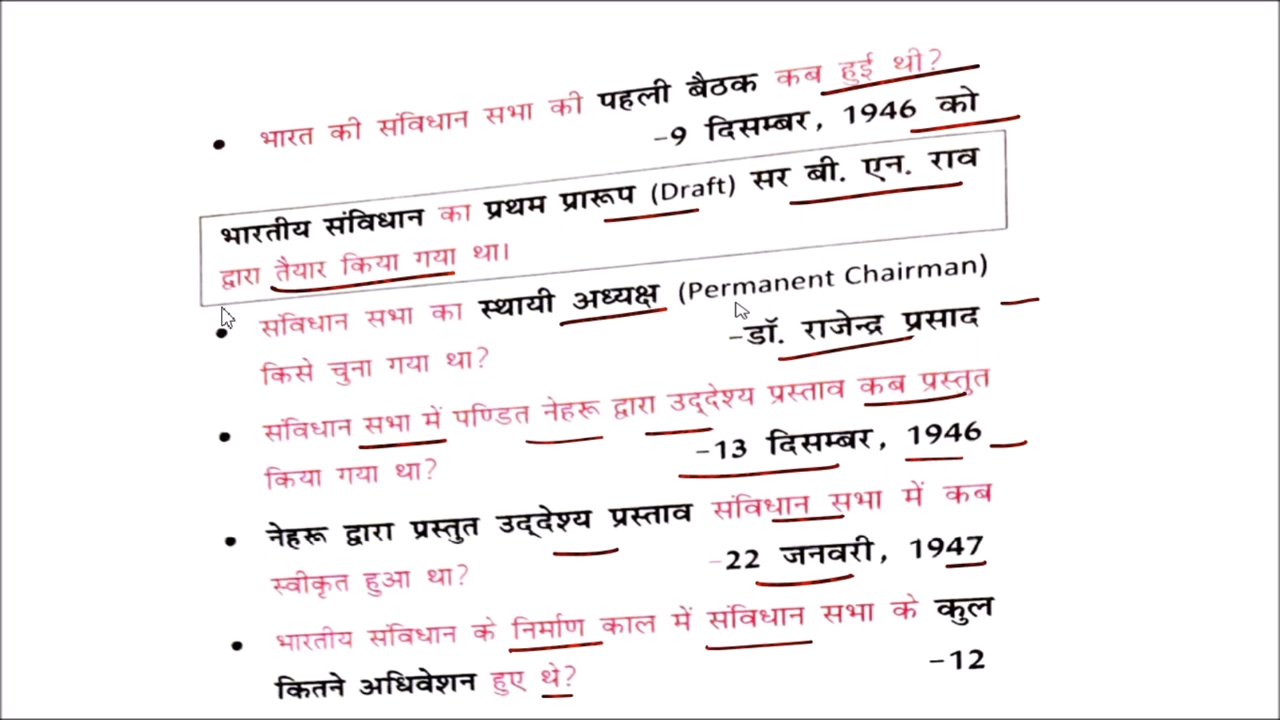 • भारत की संविधान सभा की पहली बैठक कब हुई थी?
-9 दिसम्बर, 1946 को
भारतीय संविधान का प्रथम प्रारूप (Draft) सर बी. एन. राव
द्वारा तैयार किया गया था।
• संविधान सभा का स्थायी अध्यक्ष (Permanent Chairman)
किसे चुना गया था? -डॉ. राजेन्द्र प्रसाद
• संविधान सभा में पण्डित नेहरू द्वारा उद्देश्य प्रस्ताव कब प्रस्तुत
किया गया था? -13 दिसम्बर, 1946
• नेहरू द्वारा प्रस्तुत उद्देश्य प्रस्ताव संविधान सभा में कब
स्वीकृत हुआ था? -22 जनवरी, 1947
• भारतीय संविधान के निर्माण काल में संविधान सभा के कुल
कितने अधिवेशन हुए थे? -12